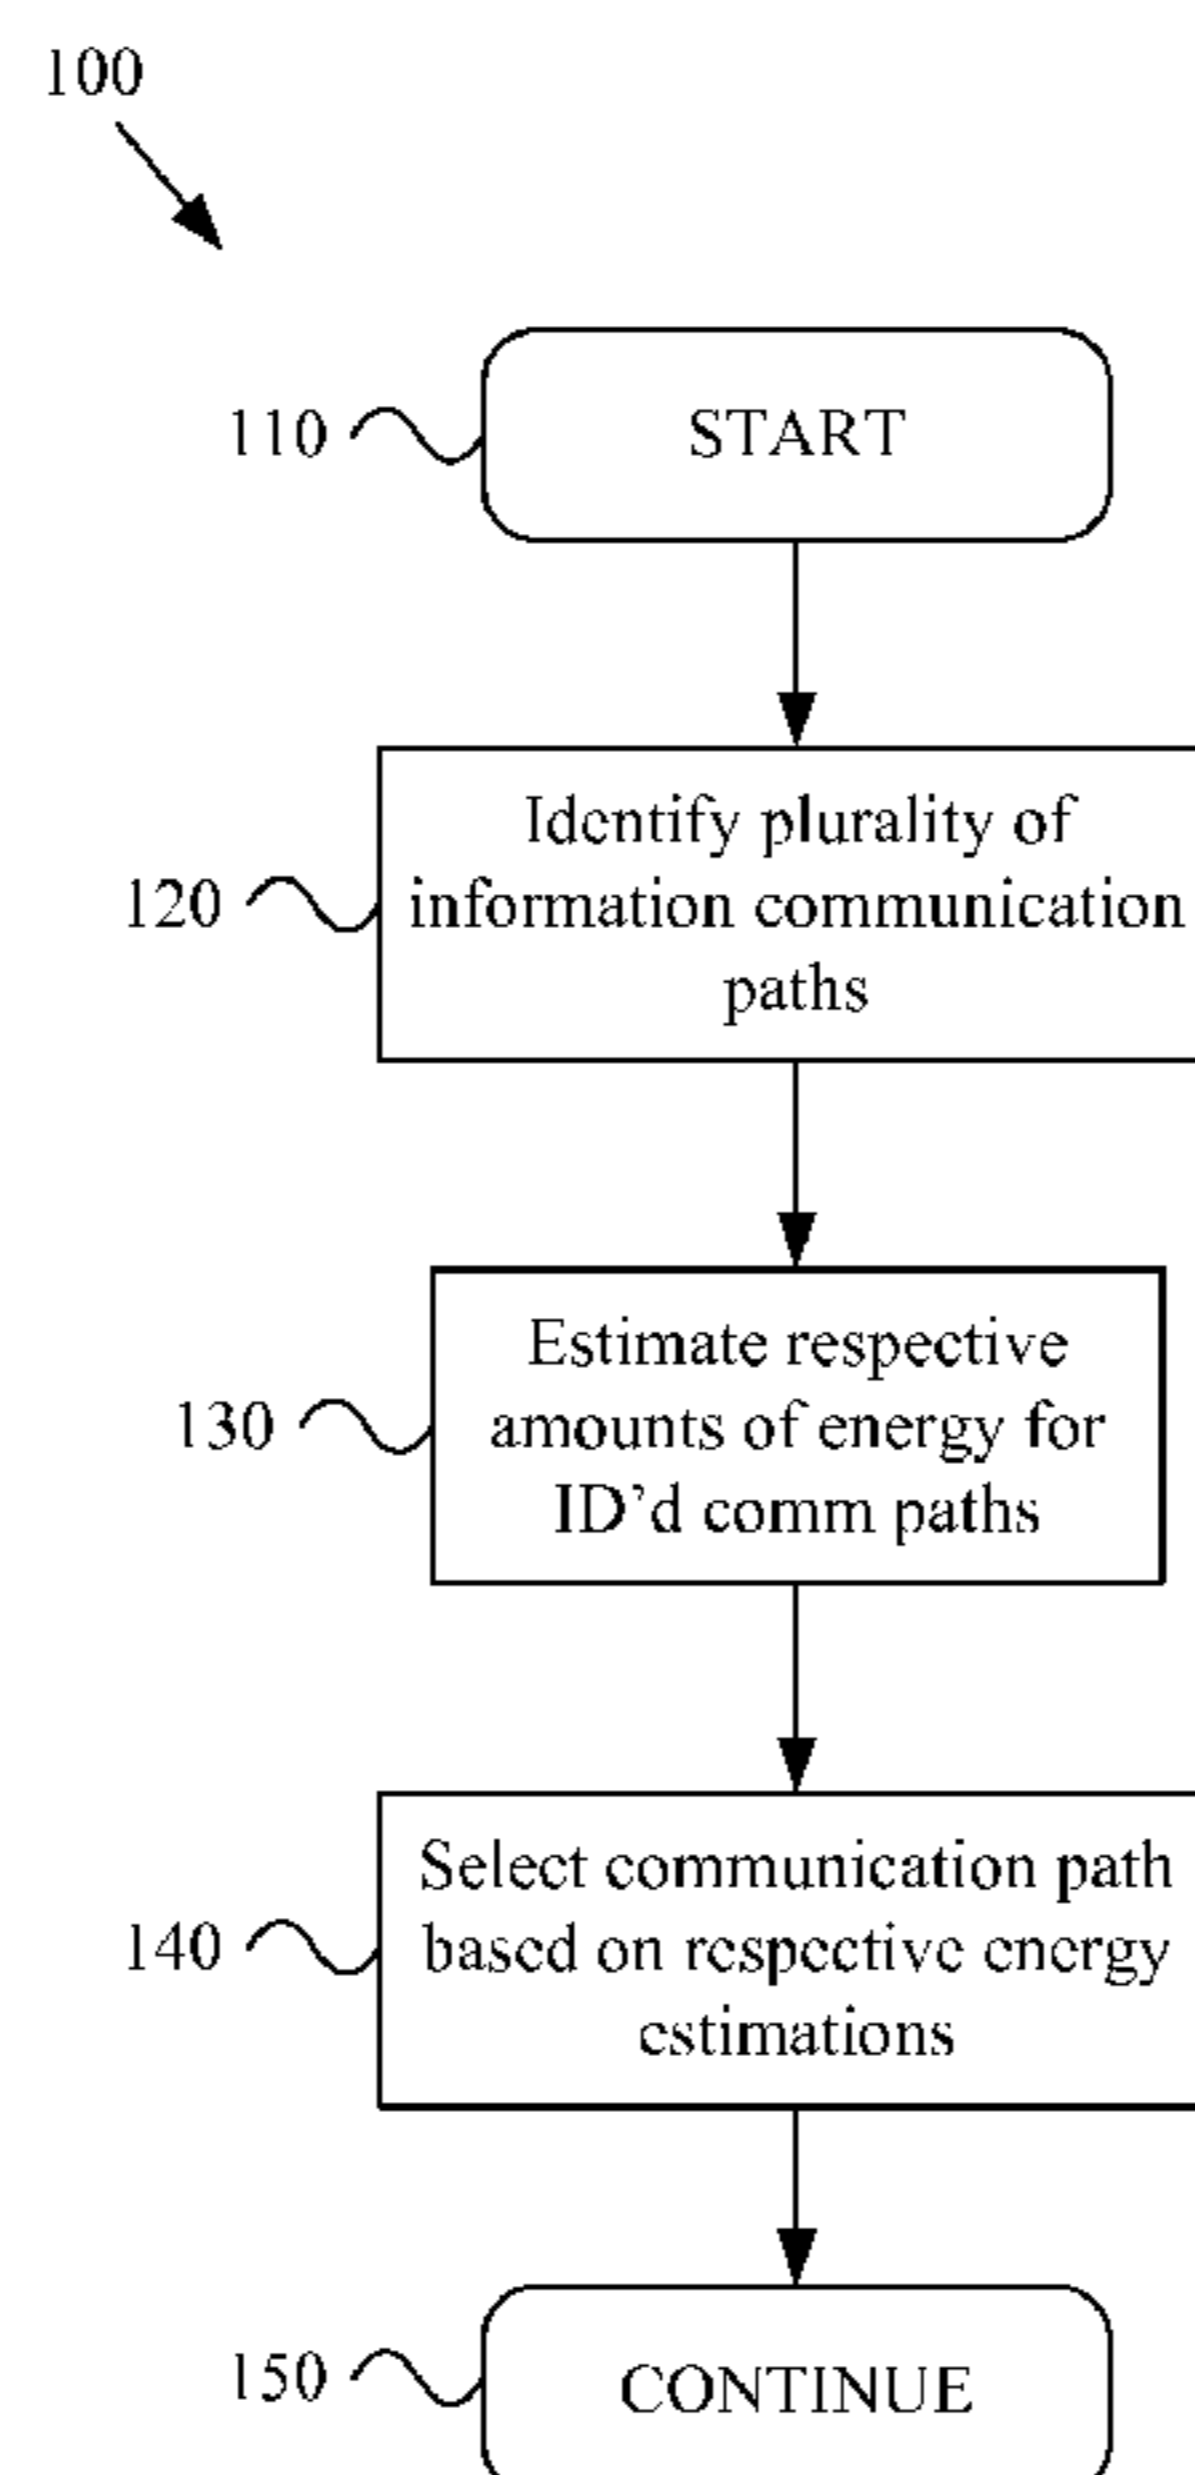 100
110
START
120
Identify plurality of
information communication
paths
130
Estimate respective
amounts of energy for
ID'd comm paths
140
Select communication path
based on respective energy
estimations
150
CONTINUE